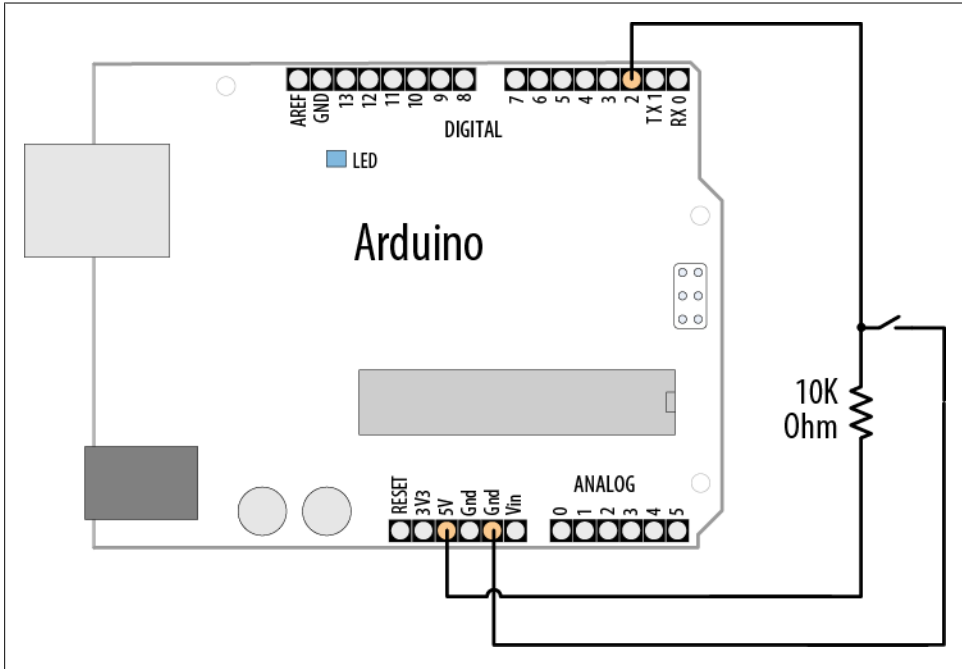 AREF
GND
13
12
11
10
9
8
7
6
5
4
3
2
TX 1
RX 0
DIGITAL
LED
Arduino
10K
Ohm
RESET
3V3
5V
Gnd
Gnd
Vin
ANALOG
0
1
2
3
4
5